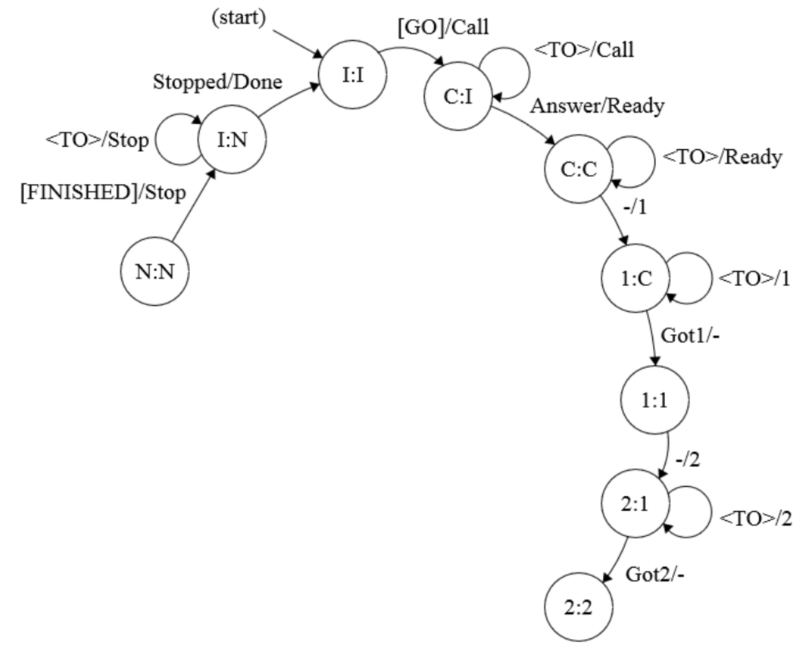 (start)
[GO]/Call
I:I
<TO>/Call
C:I
Stopped/Done
Answer/Ready
<TO>/Stop
I:N
C:C
<TO>/Ready
[FINISHED]/Stop
-/1
N:N
1:C
<TO>/1
Got1/-
1:1
-/2
2:1
<TO>/2
Got2/-
2:2